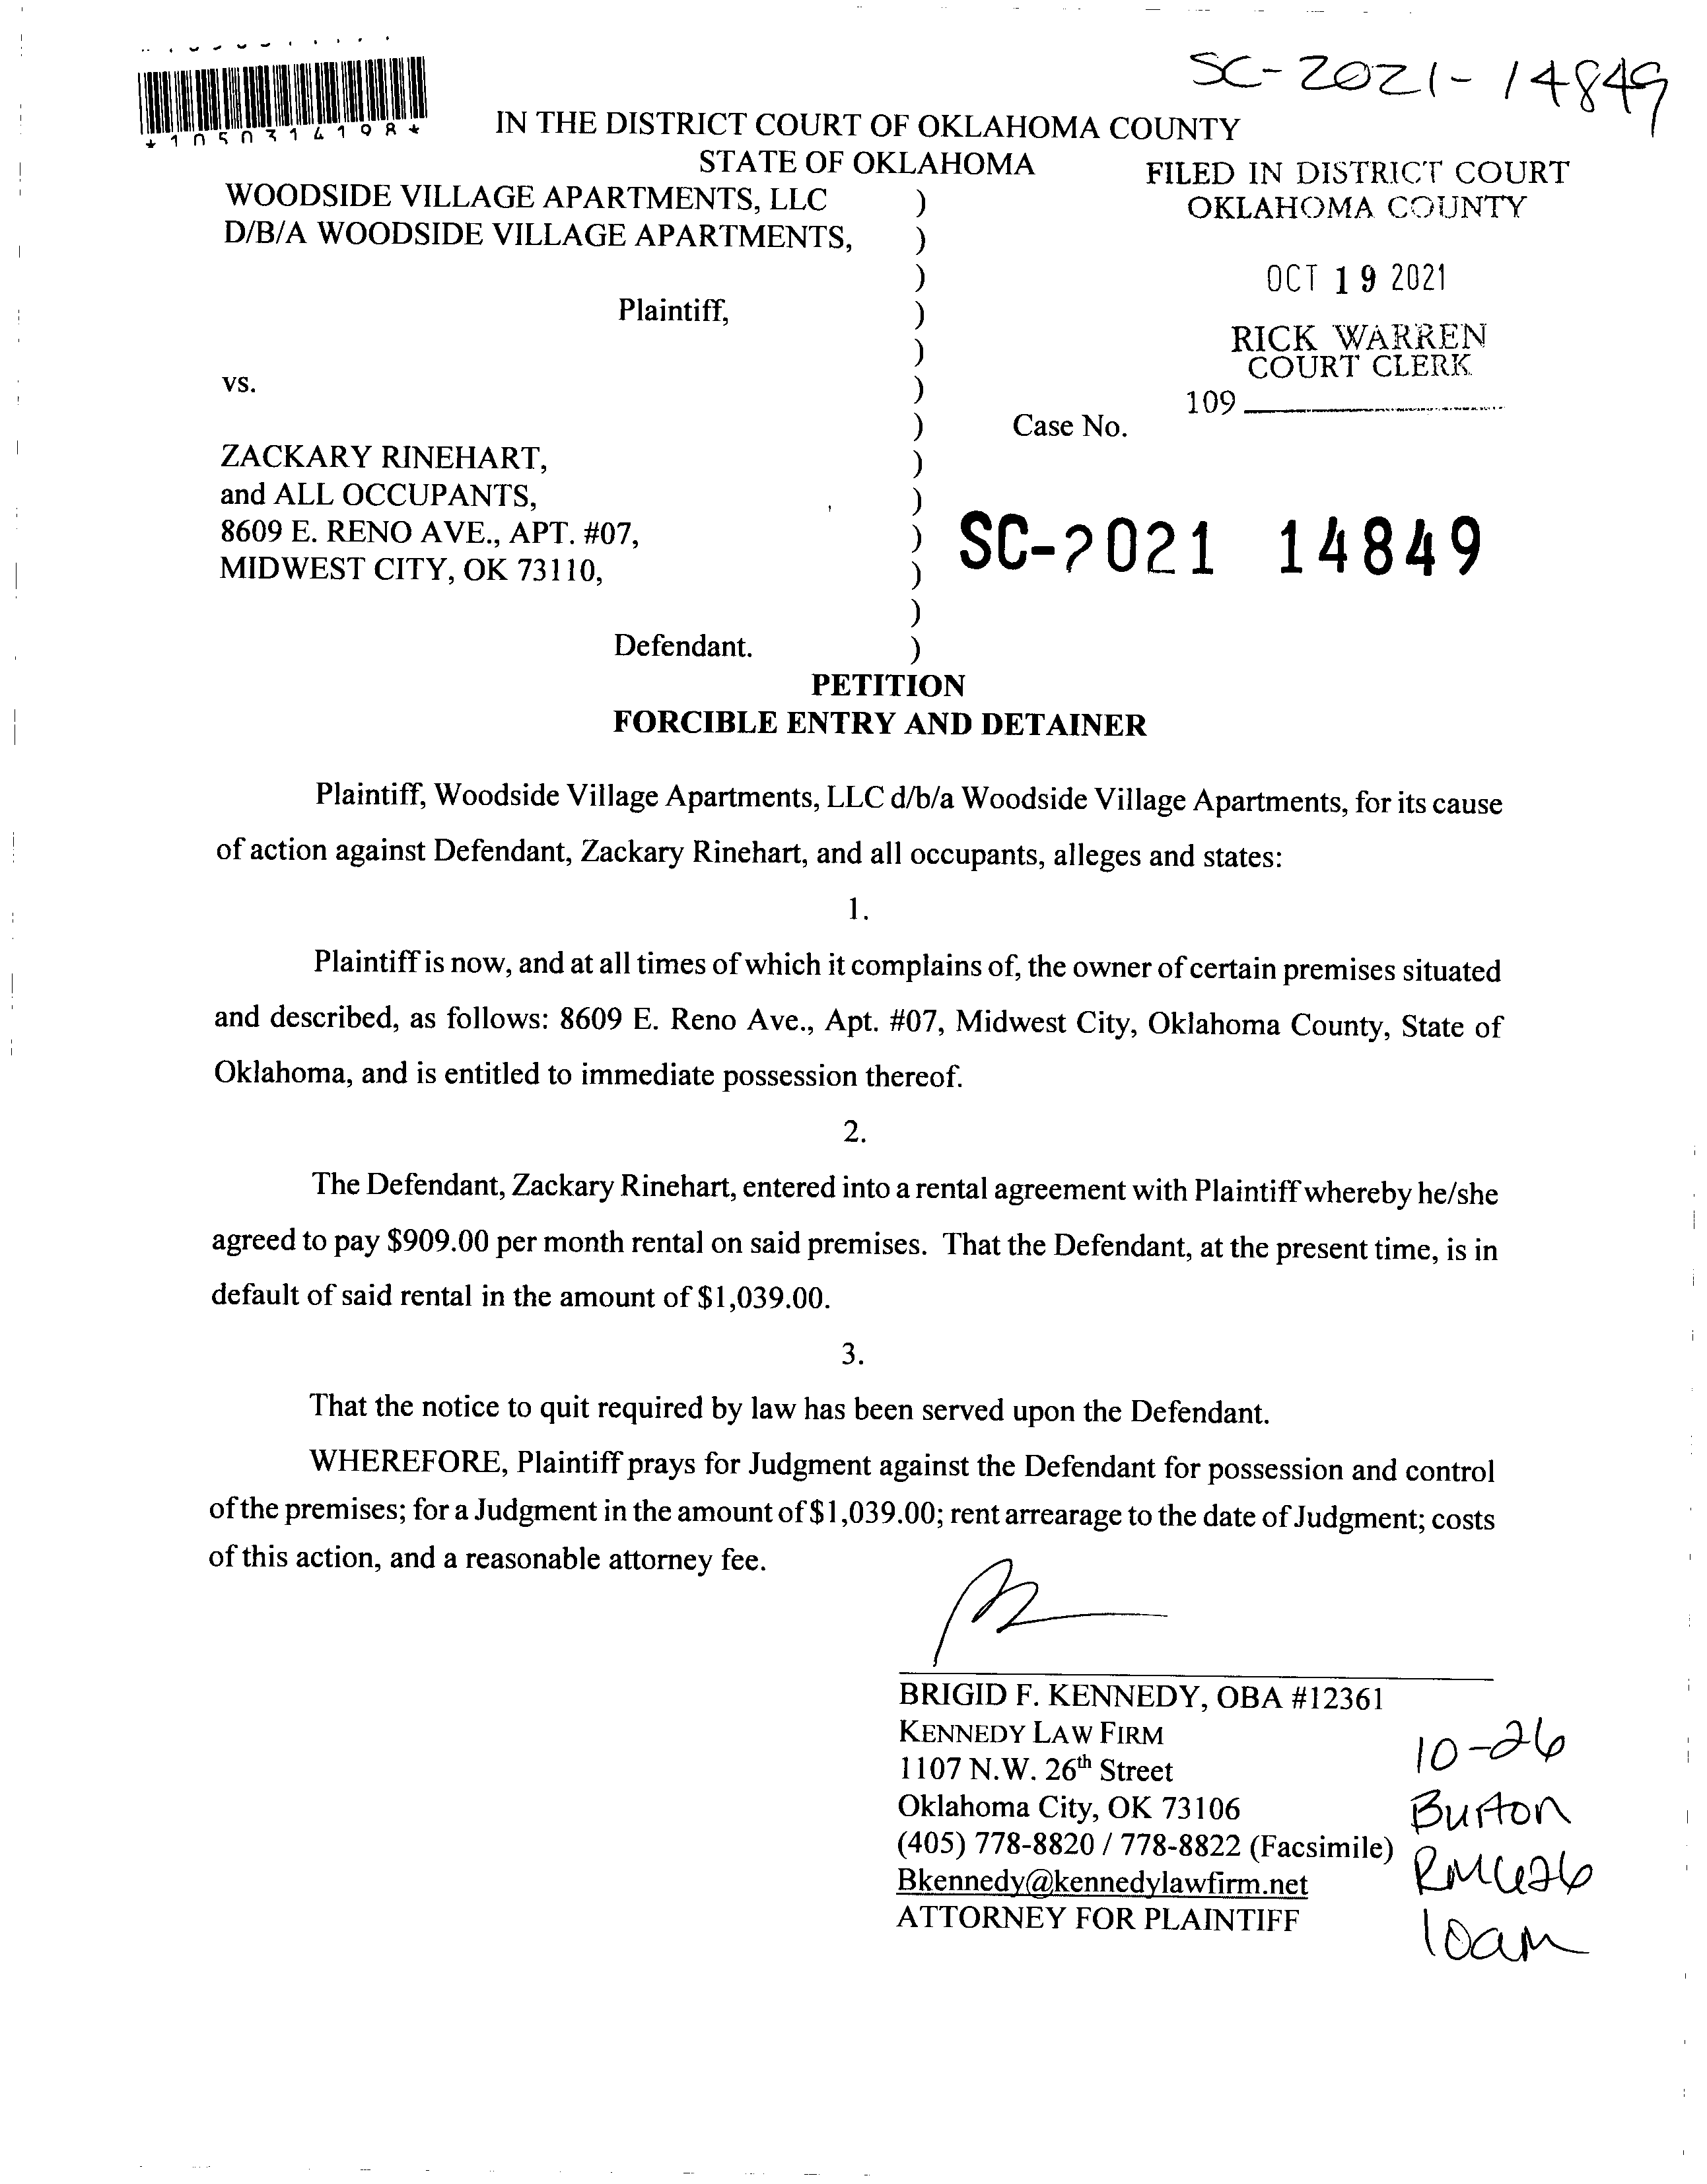 SC-2021-14849
*1050314198*
IN THE DISTRICT COURT OF OKLAHOMA COUNTY
STATE OF OKLAHOMA
FILED IN DISTRICT COURT
OKLAHOMA COUNTY
OCT 19 2021
RICK WARREN
COURT CLERK
109
WOODSIDE VILLAGE APARTMENTS, LLC )
D/B/A WOODSIDE VILLAGE APARTMENTS, )
)
Plaintiff, )
)
vs. )
) Case No.
ZACKARY RINEHART, )
and ALL OCCUPANTS, )
8609 E. RENO AVE., APT. #07, ) SC-2021 14849
MIDWEST CITY, OK 73110, )
)
Defendant. )
PETITION
FORCIBLE ENTRY AND DETAINER
Plaintiff, Woodside Village Apartments, LLC d/b/a Woodside Village Apartments, for its cause
of action against Defendant, Zackary Rinehart, and all occupants, alleges and states:
1.
Plaintiff is now, and at all times of which it complains of, the owner of certain premises situated
and described, as follows: 8609 E. Reno Ave., Apt. #07, Midwest City, Oklahoma County, State of
Oklahoma, and is entitled to immediate possession thereof.
2.
The Defendant, Zackary Rinehart, entered into a rental agreement with Plaintiff whereby he/she
agreed to pay $909.00 per month rental on said premises. That the Defendant, at the present time, is in
default of said rental in the amount of $1,039.00.
3.
That the notice to quit required by law has been served upon the Defendant.
WHEREFORE, Plaintiff prays for Judgment against the Defendant for possession and control
of the premises; for a Judgment in the amount of $1,039.00; rent arrearage to the date of Judgment; costs
of this action, and a reasonable attorney fee.
BRIGID F. KENNEDY, OBA #12361
KENNEDY LAW FIRM
1107 N.W. 26th Street
Oklahoma City, OK 73106
(405) 778-8820 / 778-8822 (Facsimile)
Bkennedy@kennedylawfirm.net
ATTORNEY FOR PLAINTIFF
10-26
Burton
10am